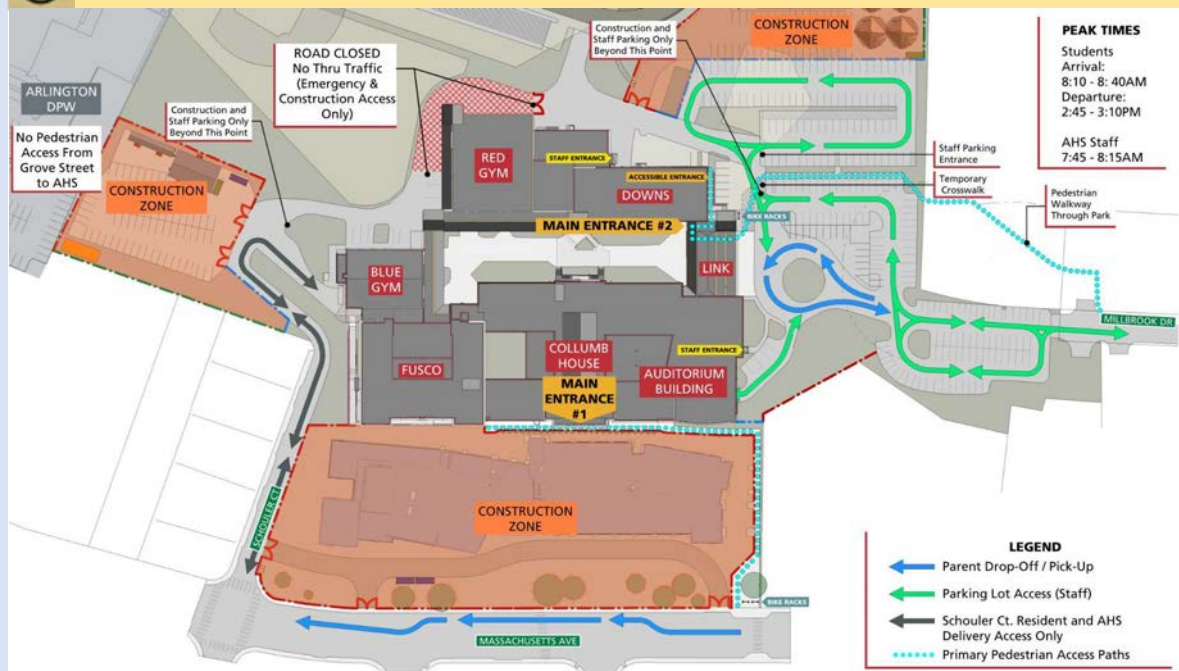 Construction and
Staff Parking Only
Beyond This Point
CONSTRUCTION
ZONE
PEAK TIMES
Students
Arrival:
8:10 - 8:40AM
Departure:
2:45 - 3:10PM
AHS Staff
7:45 - 8:15AM
ROAD CLOSED
No Thru Traffic
(Emergency &
Construction Access
Only)
ARLINGTON
DPW
Construction and
Staff Parking Only
Beyond This Point
No Pedestrian
Access From
Grove Street
to AHS
CONSTRUCTION
ZONE
RED
GYM
STAFF ENTRANCE
ACCESSIBLE ENTRANCE
DOWNS
Staff Parking
Entrance
Temporary
Crosswalk
Pedestrian
Walkway
Through Park
BIKE RACKS
MAIN ENTRANCE #2
LINK
BLUE
GYM
MILLBROOK DR
FUSCO
COLLUMB
HOUSE
STAFF ENTRANCE
AUDITORIUM
BUILDING
MAIN
ENTRANCE
#1
CONSTRUCTION
ZONE
SCHOULER CT
BIKE RACKS
MASSACHUSETTS AVE
LEGEND
Parent Drop-Off / Pick-Up
Parking Lot Access (Staff)
Schouler Ct. Resident and AHS
Delivery Access Only
Primary Pedestrian Access Paths